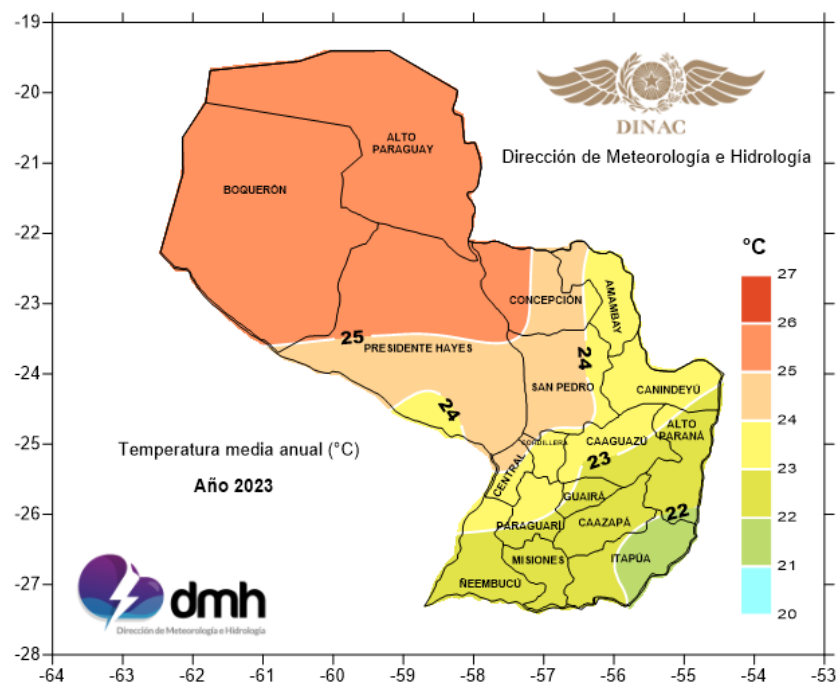 -19
-20
-21
-22
-23
-24
-25
-26
-27
-28
-64
-63
-62
-61
-60
-59
-58
-57
-56
-55
-54
-53
DINAC
Dirección de Meteorología e Hidrología
ALTO
PARAGUAY
BOQUERÓN
CONCEPCIÓN
AMAMBAY
25
PRESIDENTE HAYES
24
SAN PEDRO
CANINDEYÚ
24
ALTO
PARANÁ
CORDILLERA
CAAGUAZÚ
23
CENTRAL
GUAIRÁ
22
PARAGUARÍ
CAAZAPÁ
MISIONES
ITAPÚA
ÑEEMBUCÚ
°C
27
26
25
24
23
22
21
20
Temperatura media anual (°C)
Año 2023
dmh
Dirección de Meteorología e Hidrología